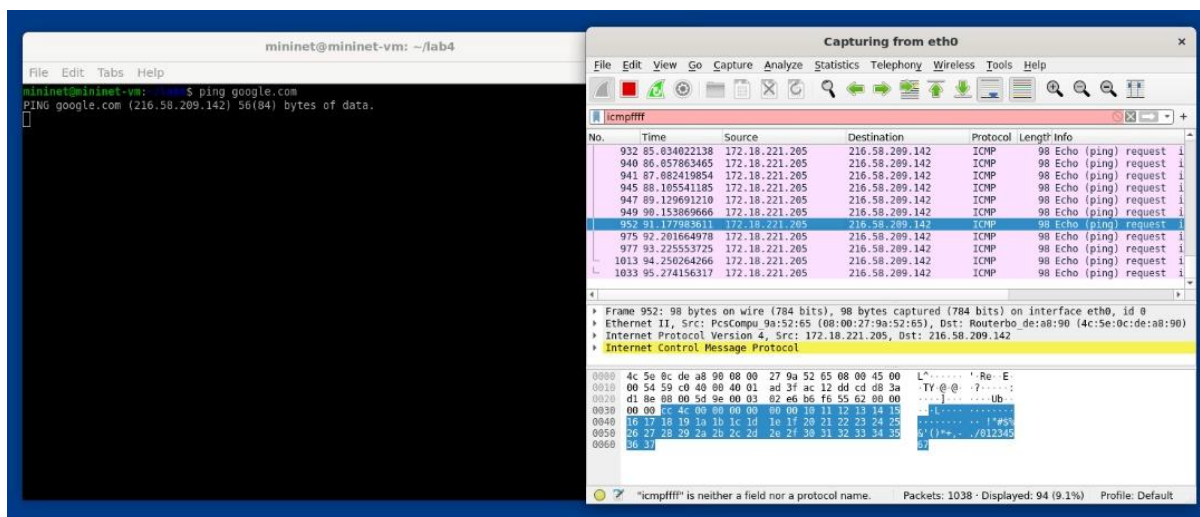 mininet@mininet-vm: ~/lab4
File Edit Tabs Help
mininet@mininet-vm:~/lab4$ ping google.com
PING google.com (216.58.209.142) 56(84) bytes of data.
Capturing from eth0
File Edit View Go Capture Analyze Statistics Telephony Wireless Tools Help
icmpffff
No. Time Source Destination Protocol Length Info
932 85.034022138 172.18.221.205 216.58.209.142 ICMP 98 Echo (ping) request i
940 86.057863465 172.18.221.205 216.58.209.142 ICMP 98 Echo (ping) request i
941 87.082419854 172.18.221.205 216.58.209.142 ICMP 98 Echo (ping) request i
945 88.105541185 172.18.221.205 216.58.209.142 ICMP 98 Echo (ping) request i
947 89.129691210 172.18.221.205 216.58.209.142 ICMP 98 Echo (ping) request i
949 90.153869666 172.18.221.205 216.58.209.142 ICMP 98 Echo (ping) request i
952 91.177983611 172.18.221.205 216.58.209.142 ICMP 98 Echo (ping) request i
975 92.201664978 172.18.221.205 216.58.209.142 ICMP 98 Echo (ping) request i
977 93.225553725 172.18.221.205 216.58.209.142 ICMP 98 Echo (ping) request i
1013 94.250264266 172.18.221.205 216.58.209.142 ICMP 98 Echo (ping) request i
1033 95.274156317 172.18.221.205 216.58.209.142 ICMP 98 Echo (ping) request i
Frame 952: 98 bytes on wire (784 bits), 98 bytes captured (784 bits) on interface eth0, id 0
Ethernet II, Src: PcsCompu_9a:52:65 (08:00:27:9a:52:65), Dst: Routerbo_de:a8:90 (4c:5e:0c:de:a8:90)
Internet Protocol Version 4, Src: 172.18.221.205, Dst: 216.58.209.142
Internet Control Message Protocol
0000 4c 5e 0c de a8 90 08 00 27 9a 52 65 08 00 45 00 L^······ '·Re··E·
0010 00 54 59 c0 40 00 40 01 ad 3f ac 12 dd cd d8 3a ·TY·@·@· ·?·····:
0020 d1 8e 08 00 5d 9e 00 03 02 e6 b6 f5 55 62 00 00 ····]··· ····Ub··
0030 00 00 cc 4c 00 00 00 00 00 00 10 11 12 13 14 15 ···L···· ········
0040 16 17 18 19 1a 1b 1c 1d 1e 1f 20 21 22 23 24 25 ········ ·· !"#$%
0050 26 27 28 29 2a 2b 2c 2d 2e 2f 30 31 32 33 34 35 &'()*+,- ./012345
0060 36 37 67
"icmpffff" is neither a field nor a protocol name. Packets: 1038 · Displayed: 94 (9.1%) Profile: Default